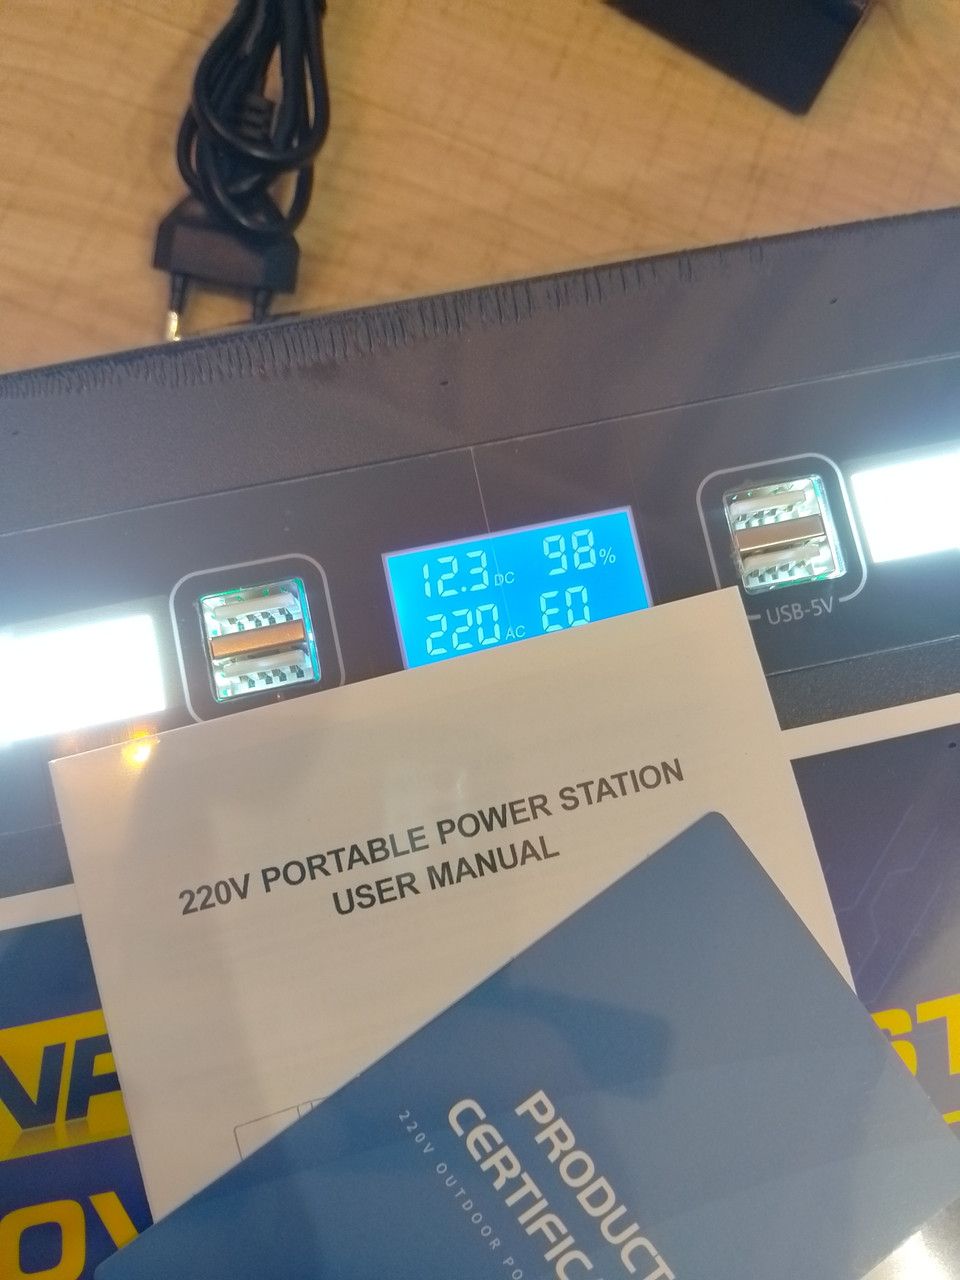 12.3 DC 98%
220 AC E0
USB-5V
220V PORTABLE POWER STATION
USER MANUAL
PRODUCT
CERTIFIC
220V OUTDOOR PO